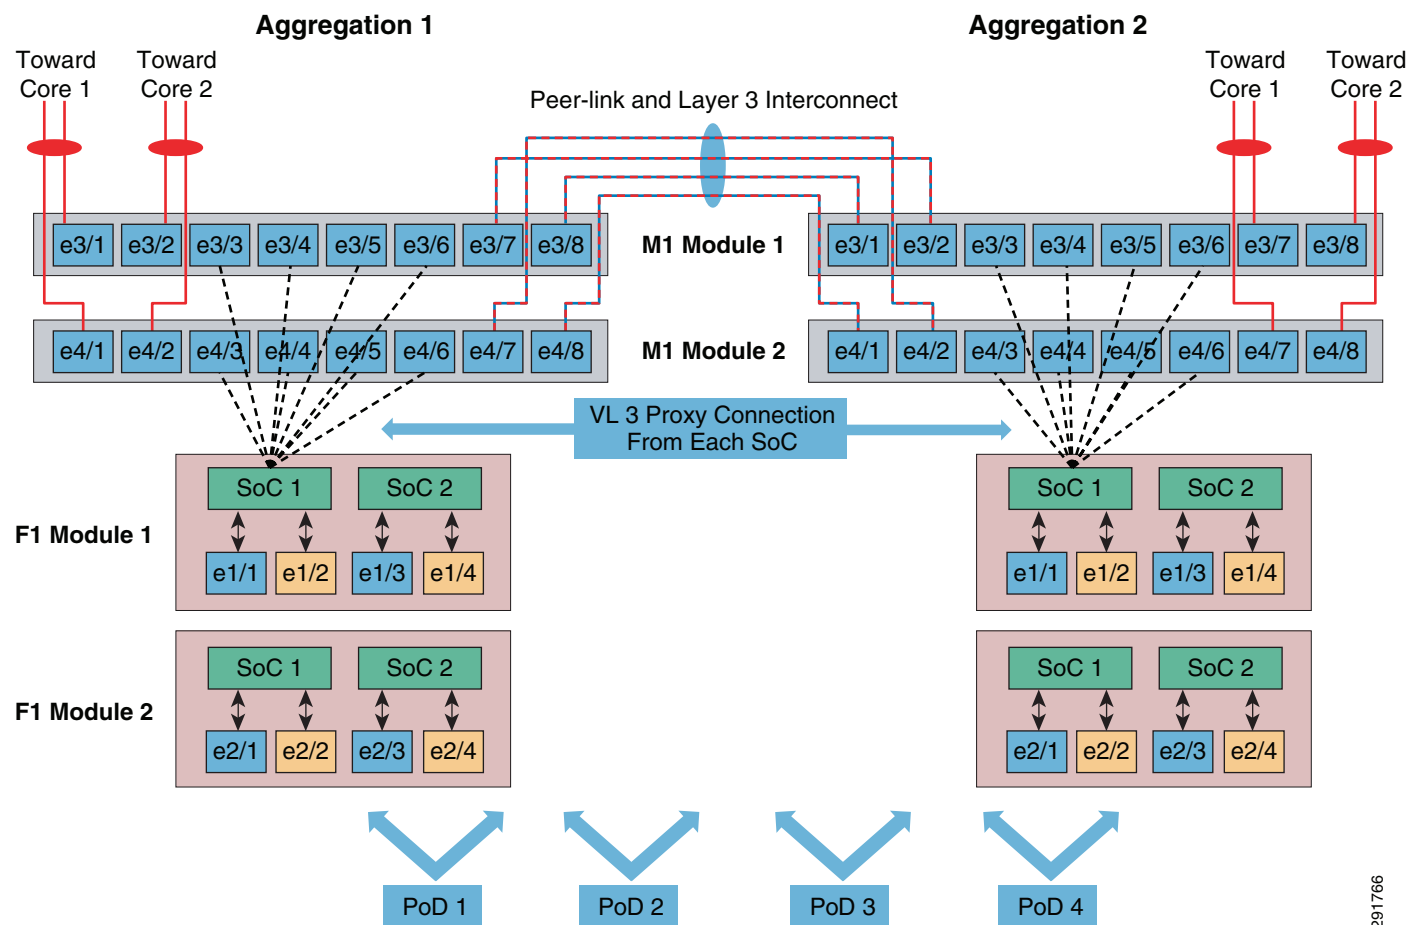 Aggregation 1
Aggregation 2
Toward
Core 1
Toward
Core 2
Toward
Core 1
Toward
Core 2
Peer-link and Layer 3 Interconnect
e3/1 e3/2 e3/3 e3/4 e3/5 e3/6 e3/7 e3/8
M1 Module 1
e3/1 e3/2 e3/3 e3/4 e3/5 e3/6 e3/7 e3/8
e4/1 e4/2 e4/3 e4/4 e4/5 e4/6 e4/7 e4/8
M1 Module 2
e4/1 e4/2 e4/3 e4/4 e4/5 e4/6 e4/7 e4/8
VL 3 Proxy Connection
From Each SoC
F1 Module 1
SoC 1 SoC 2
e1/1 e1/2 e1/3 e1/4
SoC 1 SoC 2
e1/1 e1/2 e1/3 e1/4
F1 Module 2
SoC 1 SoC 2
e2/1 e2/2 e2/3 e2/4
SoC 1 SoC 2
e2/1 e2/2 e2/3 e2/4
PoD 1
PoD 2
PoD 3
PoD 4
291766